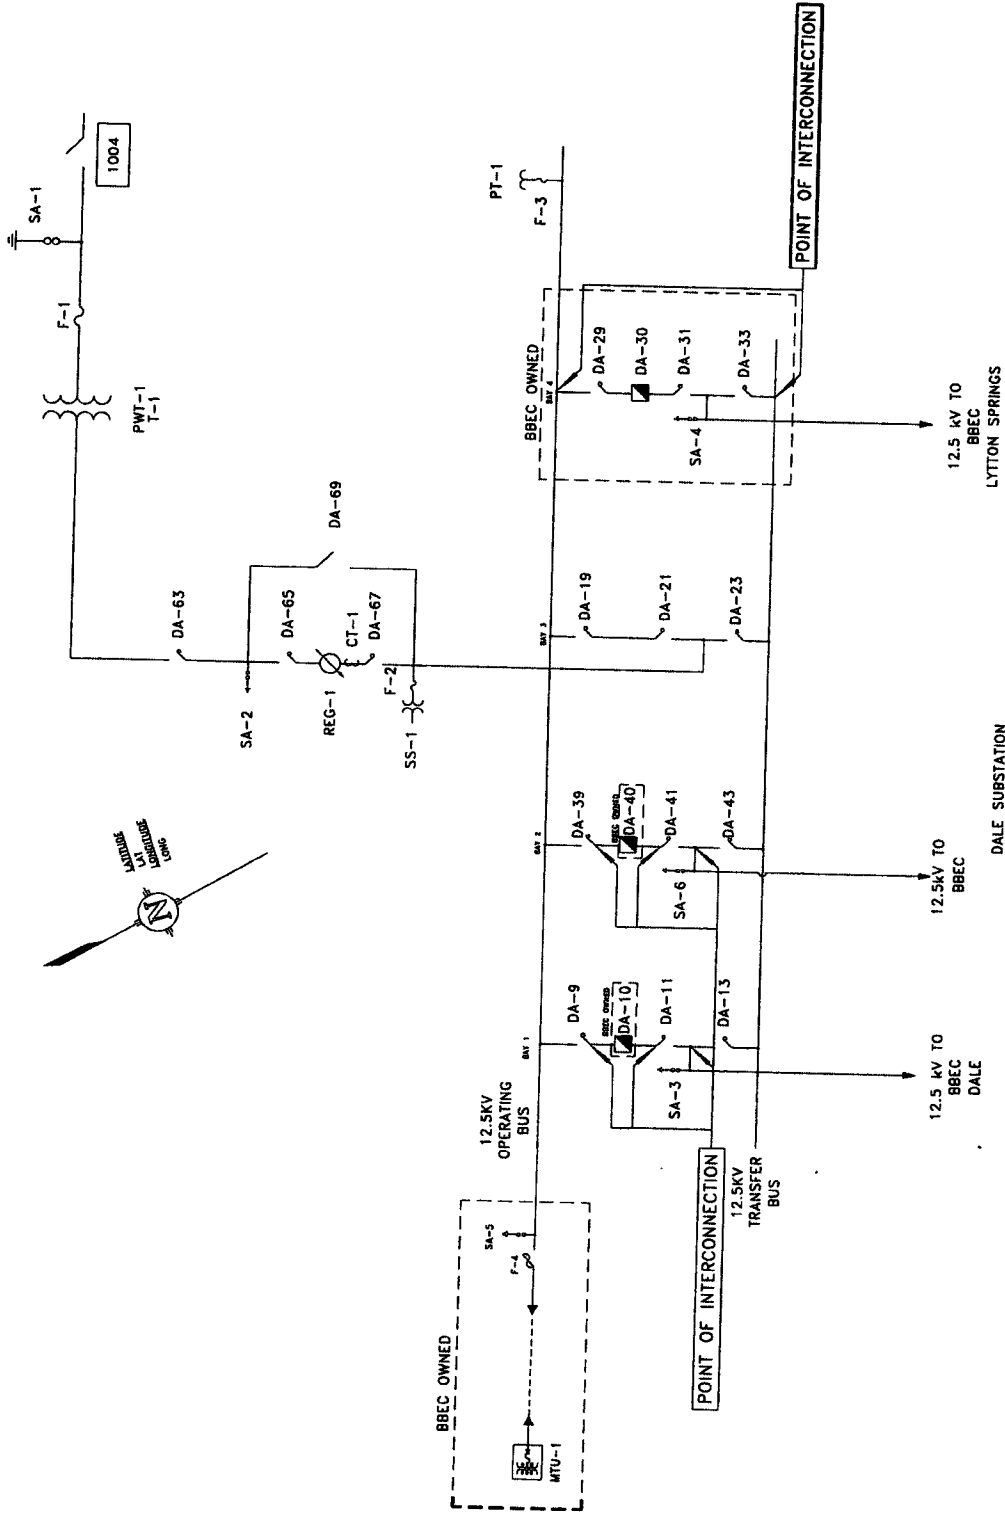 SA-1
1004
F-1
PWT-1
T-1
PT-1
F-3
POINT OF INTERCONNECTION
BBEC OWNED
BAY 4
DA-29
DA-30
DA-31
DA-33
SA-4
12.5 kV TO
BBEC
LYTTON SPRINGS
DA-69
DA-63
DA-65
CT-1
DA-67
SA-2
REG-1
F-2
SS-1
BAY 3
DA-19
DA-21
DA-23
LATITUDE
LAT
LONGITUDE
LONG
N
BAY 2
DA-39
BBEC OWNED
DA-40
DA-41
DA-43
SA-6
12.5kV TO
BBEC
DALE SUBSTATION
BAY 1
DA-9
BBEC OWNED
DA-10
DA-11
DA-13
SA-3
12.5 kV TO
BBEC
DALE
12.5KV
OPERATING
BUS
12.5KV
TRANSFER
BUS
POINT OF INTERCONNECTION
BBEC OWNED
SA-5
F-4
MTU-1